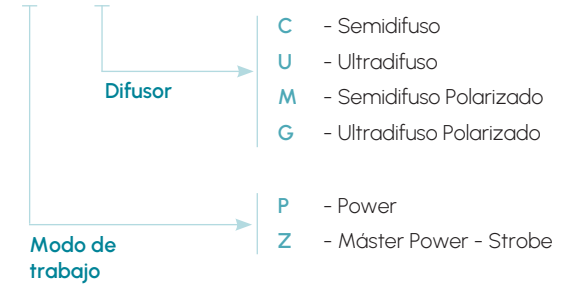 C - Semidifuso
U - Ultradifuso
Difusor
M - Semidifuso Polarizado
G - Ultradifuso Polarizado
P - Power
Z - Máster Power - Strobe
Modo de
trabajo